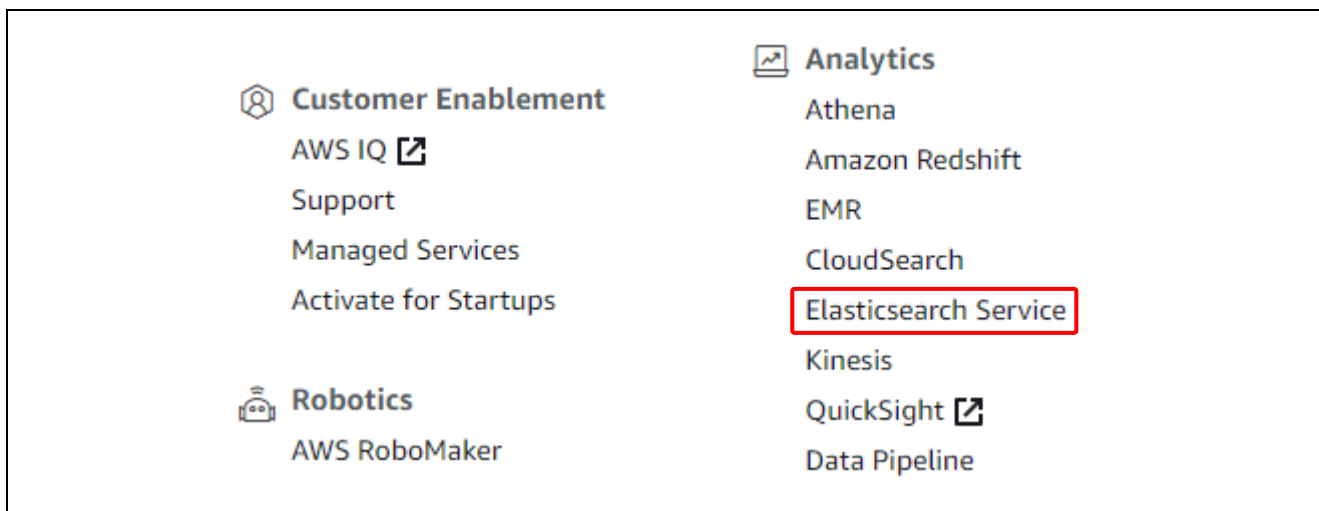 Customer Enablement
AWS IQ
Support
Managed Services
Activate for Startups
Robotics
AWS RoboMaker
Analytics
Athena
Amazon Redshift
EMR
CloudSearch
Elasticsearch Service
Kinesis
QuickSight
Data Pipeline